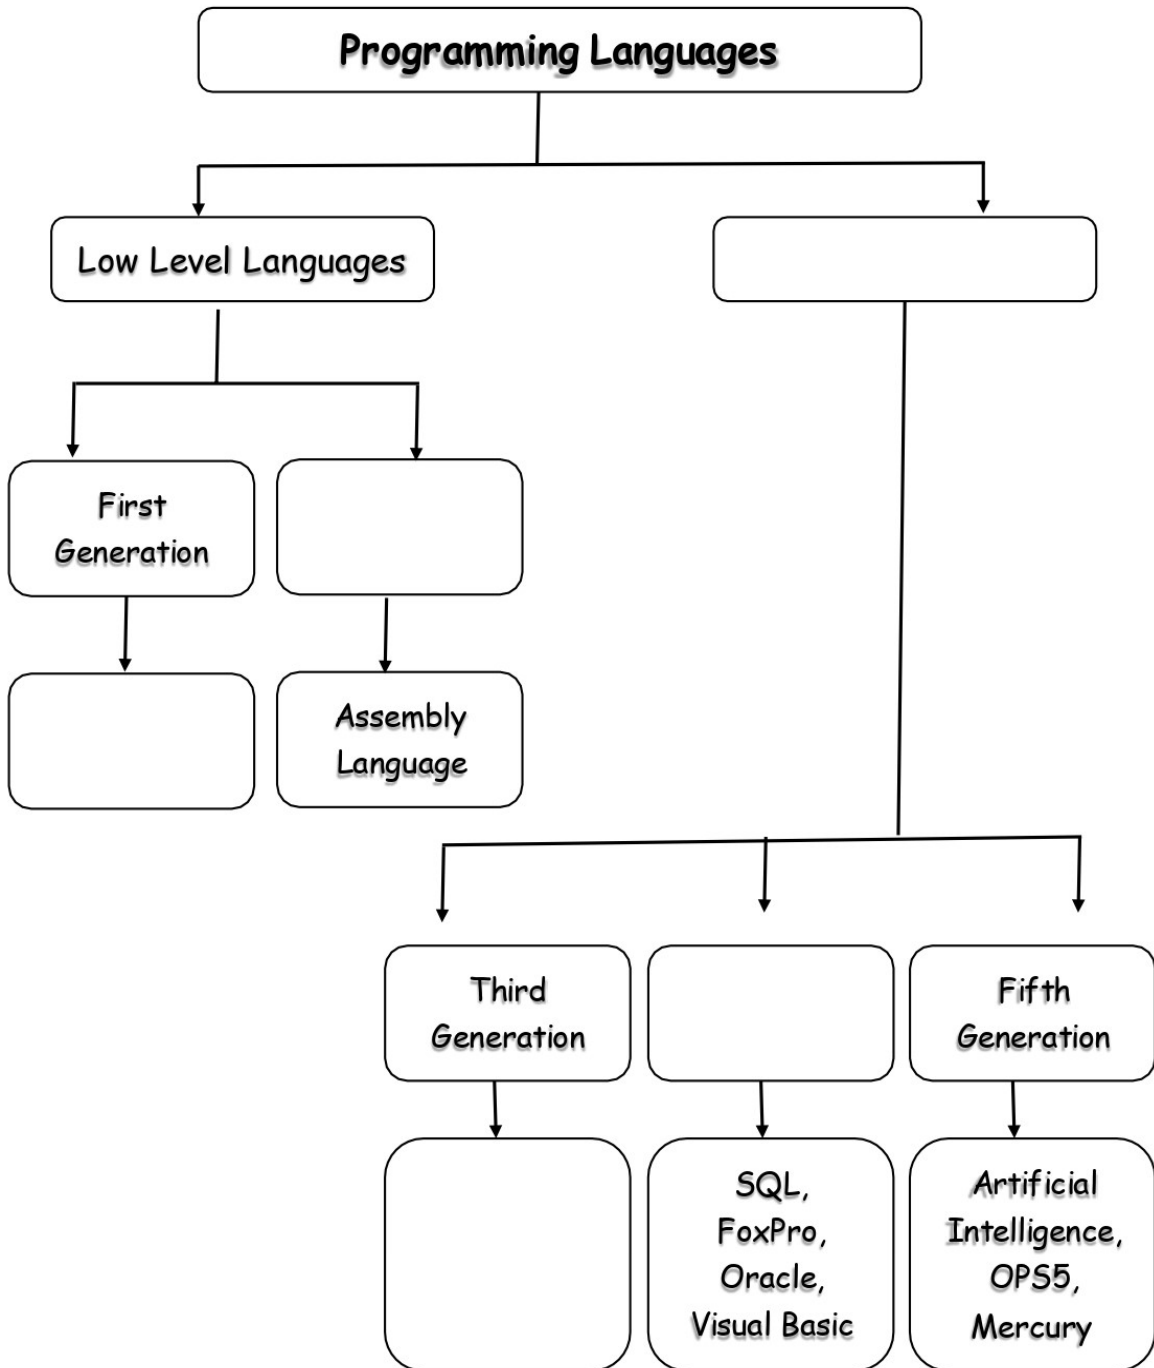 Programming Languages
Low Level Languages
First
Generation
Assembly
Language
Third
Generation
Fifth
Generation
SQL,
FoxPro,
Oracle,
Visual Basic
Artificial
Intelligence,
OPS5,
Mercury